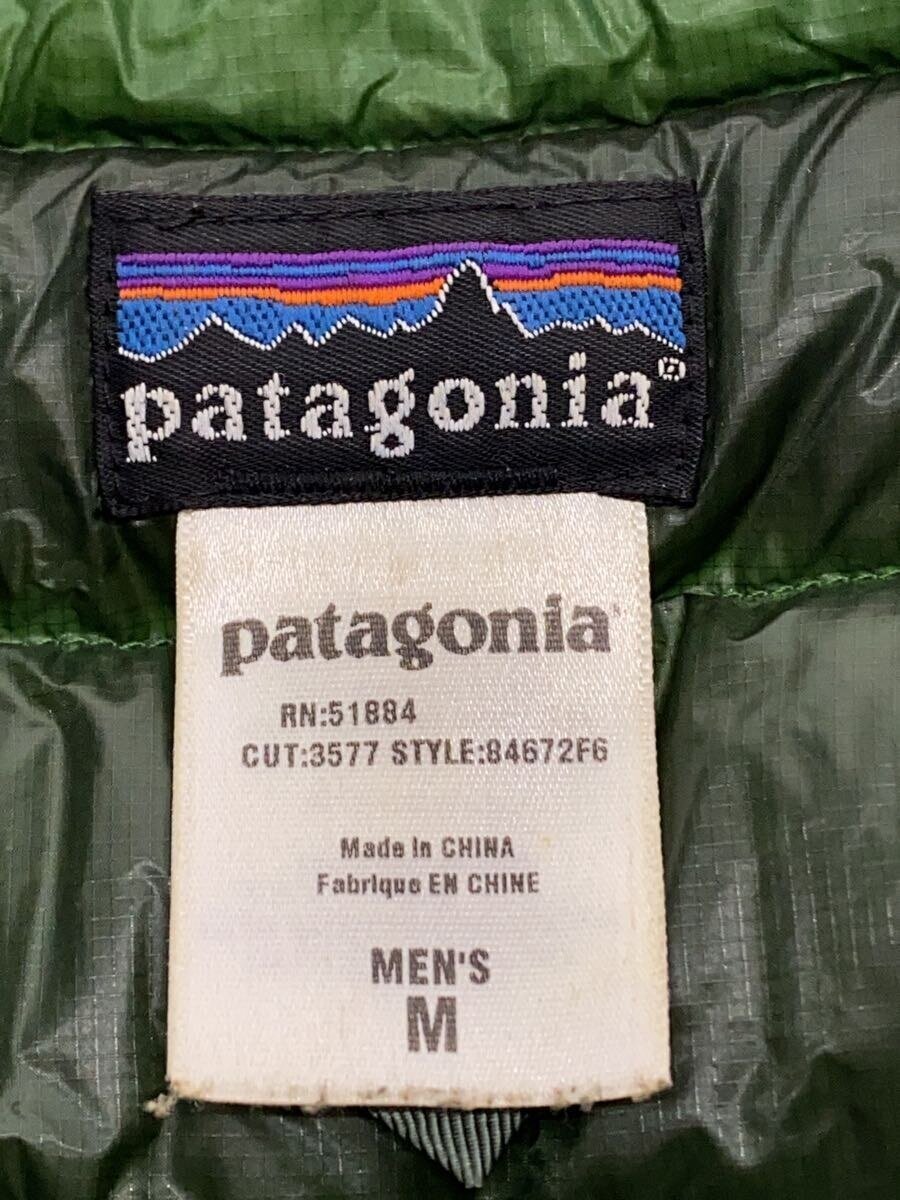 patagonia®
patagonia®
RN:51884
CUT:3577 STYLE:84672F6
Made in CHINA
Fabrique EN CHINE
MEN'S
M